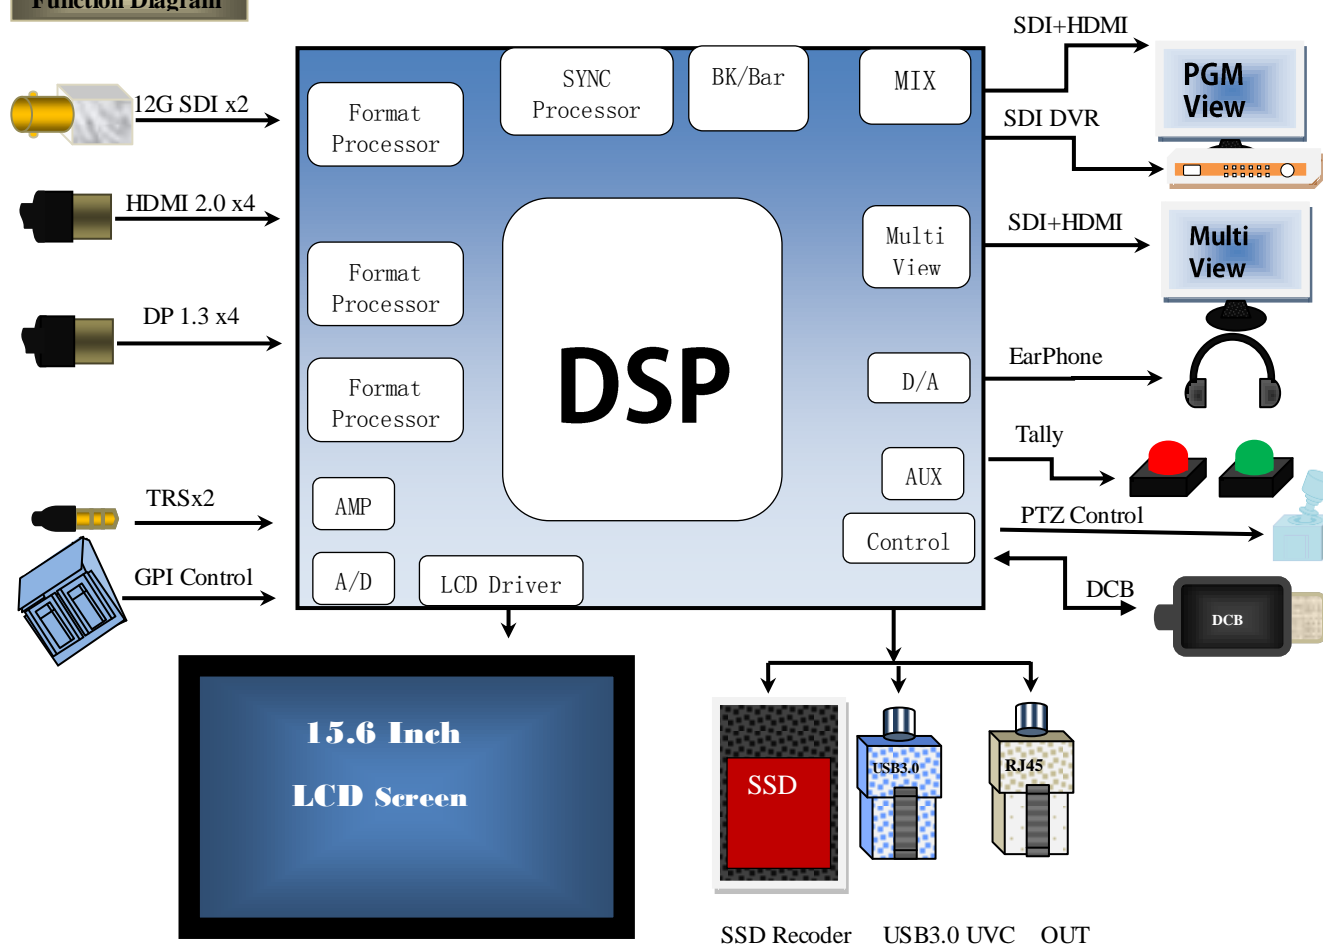 Function Diagram
SDI+HDMI
12G SDI x2
Format
Processor
SYNC
Processor
BK/Bar
MIX
PGM
View
SDI DVR
HDMI 2.0 x4
Format
Processor
Multi
View
SDI+HDMI
Multi
View
DP 1.3 x4
Format
Processor
DSP
D/A
EarPhone
Tally
AUX
TRSx2
AMP
Control
PTZ Control
GPI Control
A/D
LCD Driver
DCB
DCB
15.6 Inch
LCD Screen
SSD
USB3.0
RJ45
SSD Recoder
USB3.0 UVC
OUT